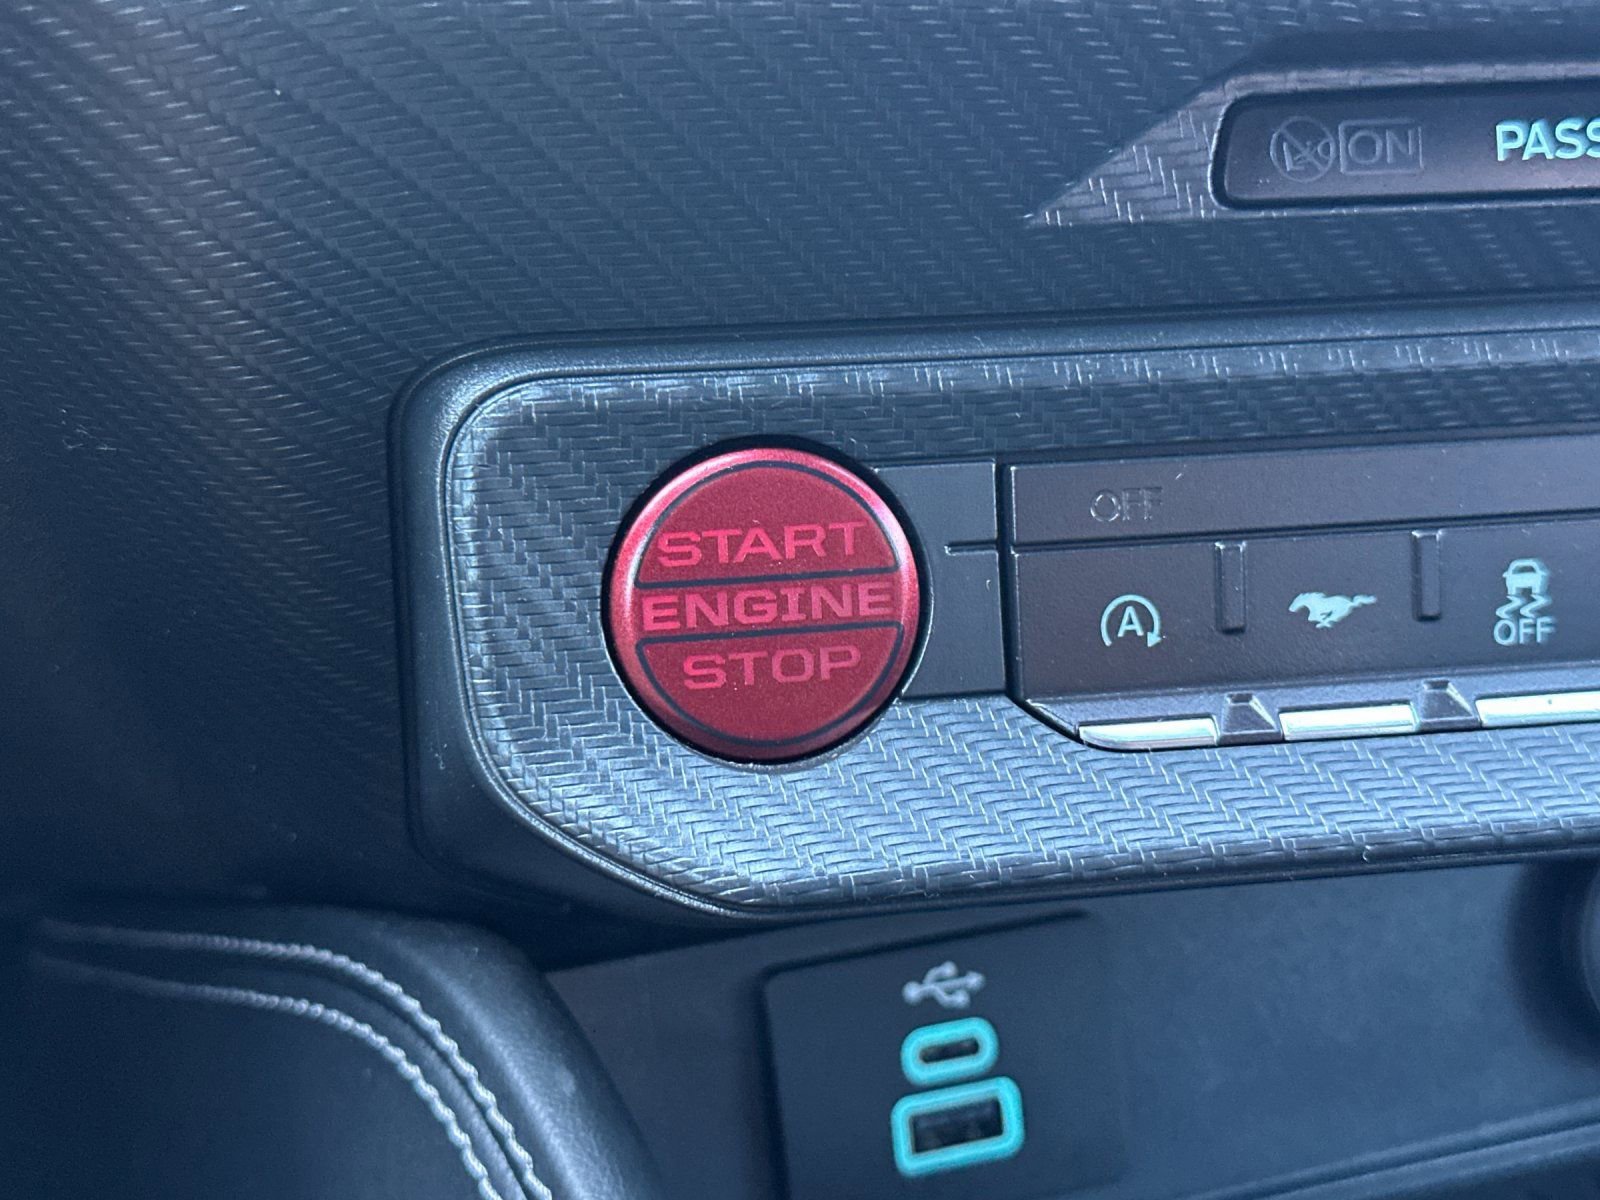 ON
PASS
OFF
START
ENGINE
STOP
A
OFF